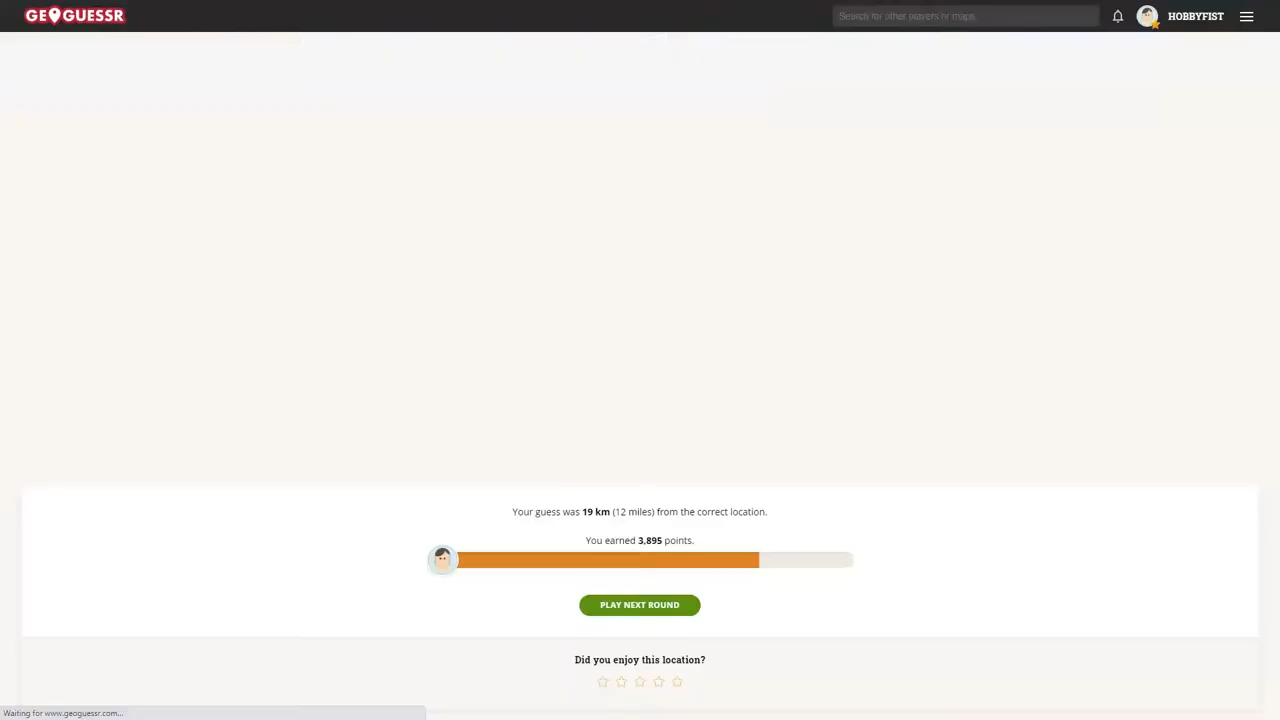 GEOGUESSR
Search for other players or maps
HOBBYFIST
Your guess was 19 km (12 miles) from the correct location.
You earned 3,895 points.
PLAY NEXT ROUND
Did you enjoy this location?
Waiting for www.geoguessr.com...